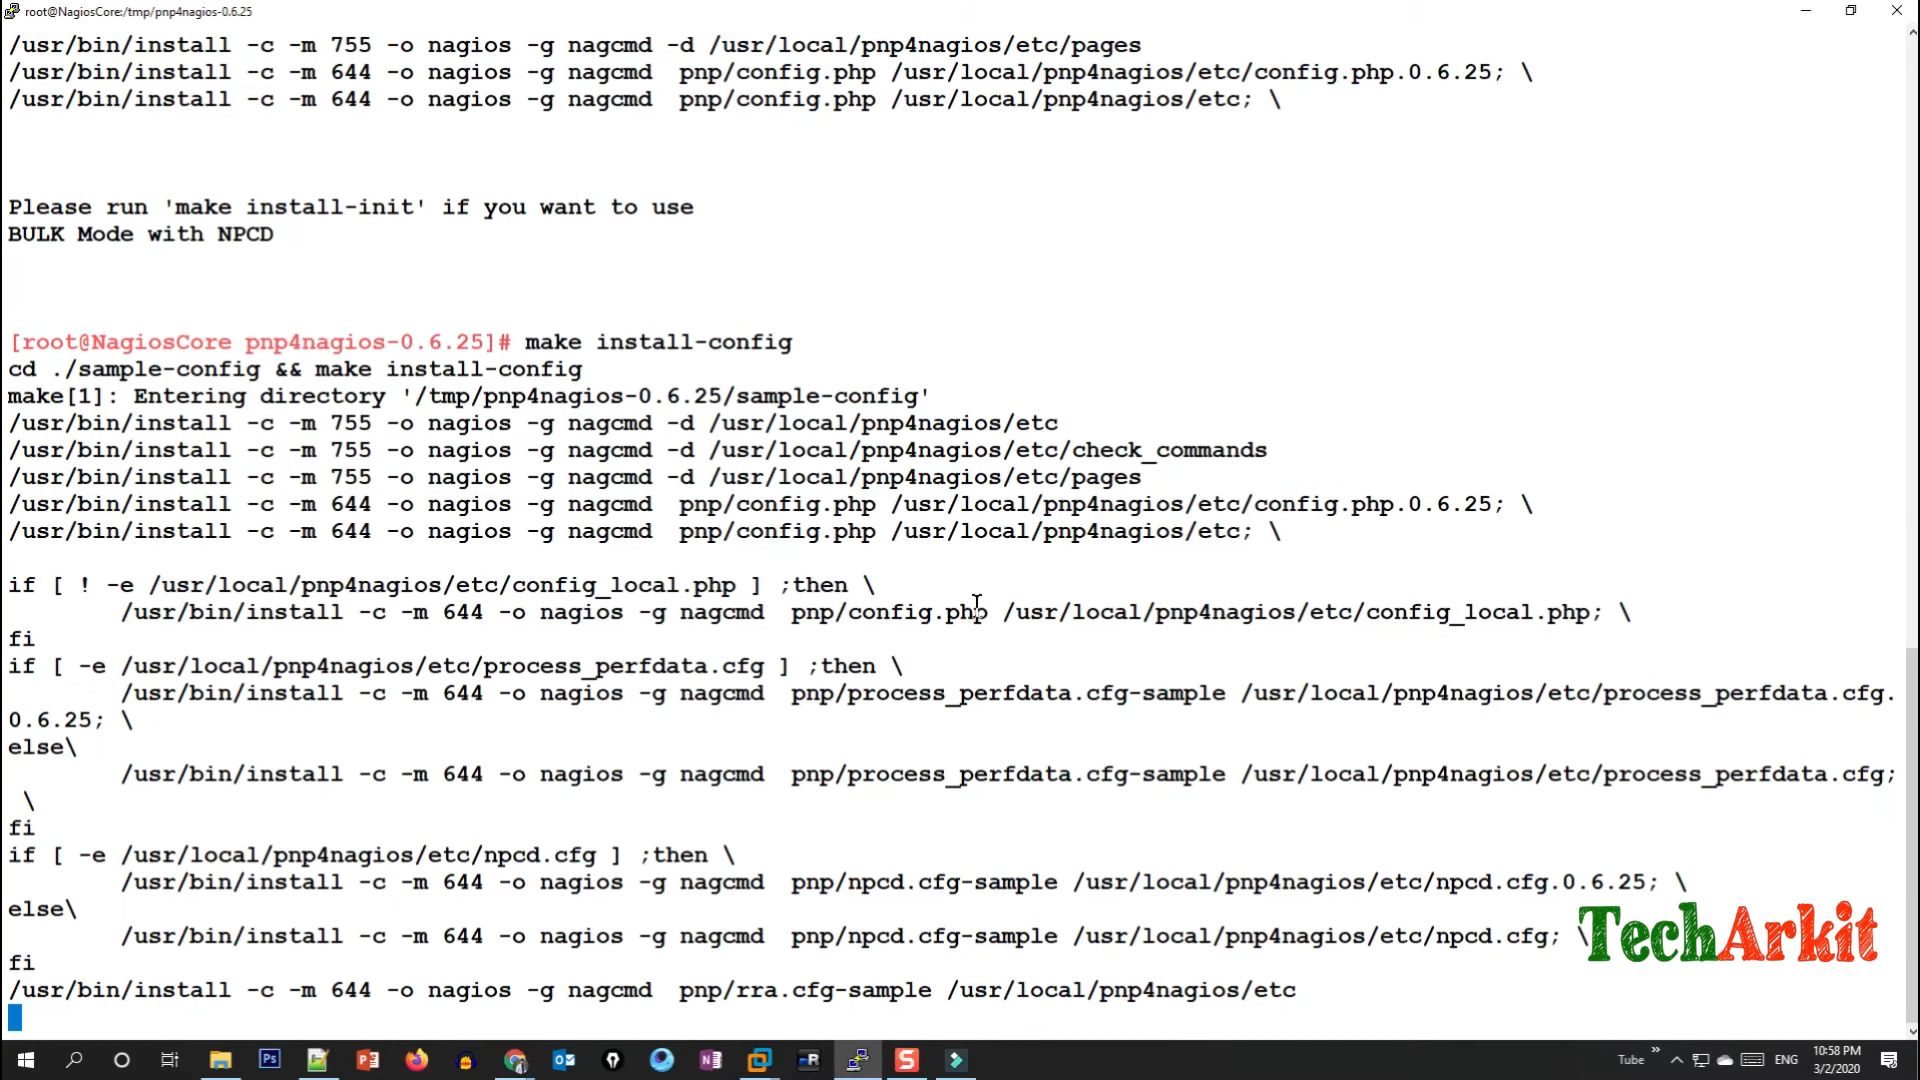 root@NagiosCore:/tmp/pnp4nagios-0.6.25
/usr/bin/install -c -m 755 -o nagios -g nagcmd -d /usr/local/pnp4nagios/etc/pages
/usr/bin/install -c -m 644 -o nagios -g nagcmd  pnp/config.php /usr/local/pnp4nagios/etc/config.php.0.6.25; \
/usr/bin/install -c -m 644 -o nagios -g nagcmd  pnp/config.php /usr/local/pnp4nagios/etc; \
Please run 'make install-init' if you want to use
BULK Mode with NPCD
[root@NagiosCore pnp4nagios-0.6.25]# make install-config
cd ./sample-config && make install-config
make[1]: Entering directory '/tmp/pnp4nagios-0.6.25/sample-config'
/usr/bin/install -c -m 755 -o nagios -g nagcmd -d /usr/local/pnp4nagios/etc
/usr/bin/install -c -m 755 -o nagios -g nagcmd -d /usr/local/pnp4nagios/etc/check_commands
/usr/bin/install -c -m 755 -o nagios -g nagcmd -d /usr/local/pnp4nagios/etc/pages
/usr/bin/install -c -m 644 -o nagios -g nagcmd  pnp/config.php /usr/local/pnp4nagios/etc/config.php.0.6.25; \
/usr/bin/install -c -m 644 -o nagios -g nagcmd  pnp/config.php /usr/local/pnp4nagios/etc; \
if [ ! -e /usr/local/pnp4nagios/etc/config_local.php ] ;then \
        /usr/bin/install -c -m 644 -o nagios -g nagcmd  pnp/config.php /usr/local/pnp4nagios/etc/config_local.php; \
fi
if [ -e /usr/local/pnp4nagios/etc/process_perfdata.cfg ] ;then \
        /usr/bin/install -c -m 644 -o nagios -g nagcmd  pnp/process_perfdata.cfg-sample /usr/local/pnp4nagios/etc/process_perfdata.cfg.
0.6.25; \
else\
        /usr/bin/install -c -m 644 -o nagios -g nagcmd  pnp/process_perfdata.cfg-sample /usr/local/pnp4nagios/etc/process_perfdata.cfg;
 \
fi
if [ -e /usr/local/pnp4nagios/etc/npcd.cfg ] ;then \
        /usr/bin/install -c -m 644 -o nagios -g nagcmd  pnp/npcd.cfg-sample /usr/local/pnp4nagios/etc/npcd.cfg.0.6.25; \
else\
        /usr/bin/install -c -m 644 -o nagios -g nagcmd  pnp/npcd.cfg-sample /usr/local/pnp4nagios/etc/npcd.cfg; \
fi
/usr/bin/install -c -m 644 -o nagios -g nagcmd  pnp/rra.cfg-sample /usr/local/pnp4nagios/etc
TechArkit
Tube
ENG
10:58 PM
3/2/2020